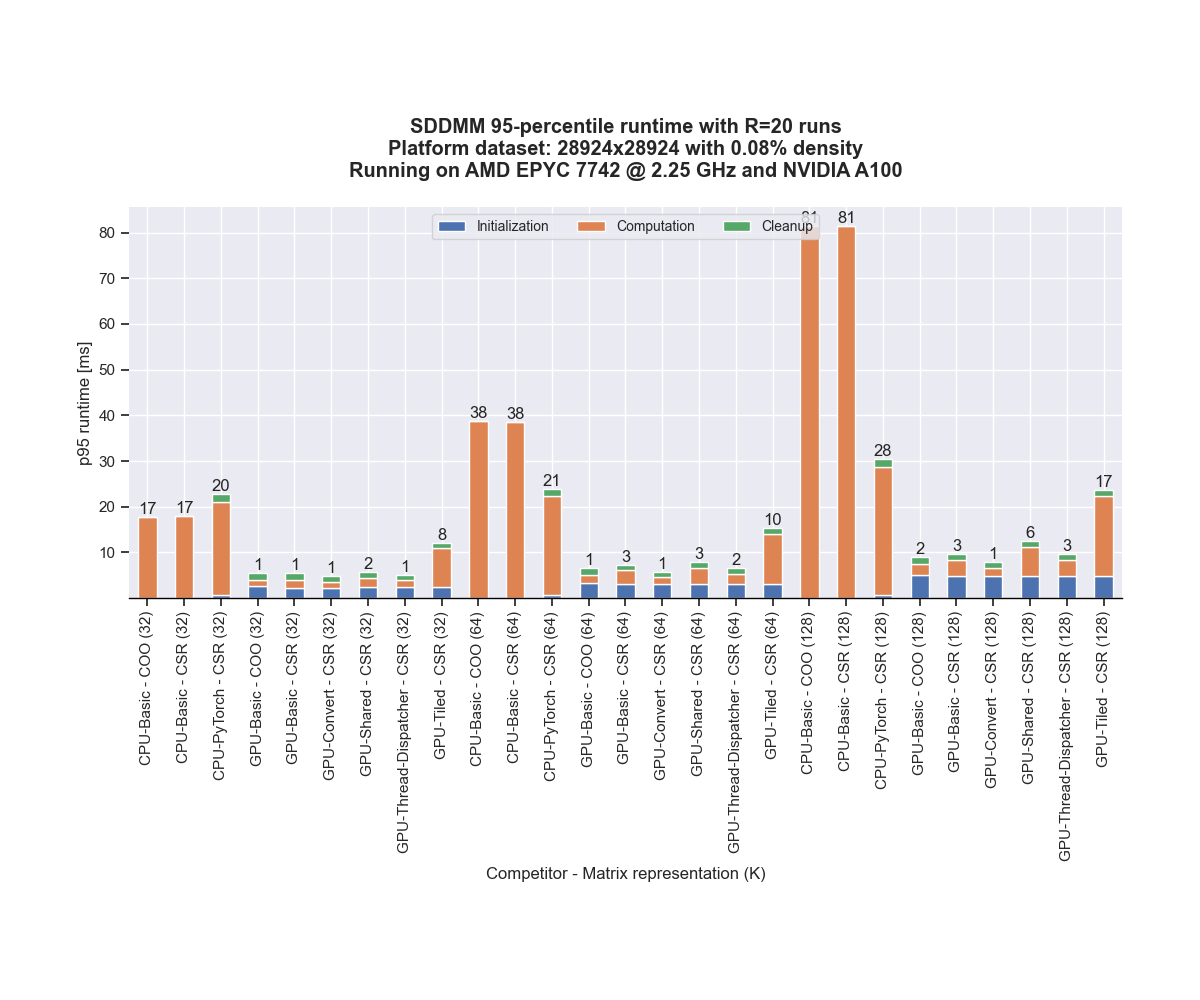 SDDMM 95-percentile runtime with R=20 runs
Platform dataset: 28924x28924 with 0.08% density
Running on AMD EPYC 7742 @ 2.25 GHz and NVIDIA A100
Initialization Computation Cleanup
p95 runtime [ms]
80
70
60
50
40
30
20
10
17 17 20 1 1 1 2 1 8 38 38 21 1 3 1 3 2 10 81 81 28 2 3 1 6 3 17
CPU-Basic - COO (32)
CPU-Basic - CSR (32)
CPU-PyTorch - CSR (32)
GPU-Basic - COO (32)
GPU-Basic - CSR (32)
GPU-Convert - CSR (32)
GPU-Shared - CSR (32)
GPU-Thread-Dispatcher - CSR (32)
GPU-Tiled - CSR (32)
CPU-Basic - COO (64)
CPU-Basic - CSR (64)
CPU-PyTorch - CSR (64)
GPU-Basic - COO (64)
GPU-Basic - CSR (64)
GPU-Convert - CSR (64)
GPU-Shared - CSR (64)
GPU-Thread-Dispatcher - CSR (64)
GPU-Tiled - CSR (64)
CPU-Basic - COO (128)
CPU-Basic - CSR (128)
CPU-PyTorch - CSR (128)
GPU-Basic - COO (128)
GPU-Basic - CSR (128)
GPU-Convert - CSR (128)
GPU-Shared - CSR (128)
GPU-Thread-Dispatcher - CSR (128)
GPU-Tiled - CSR (128)
Competitor - Matrix representation (K)